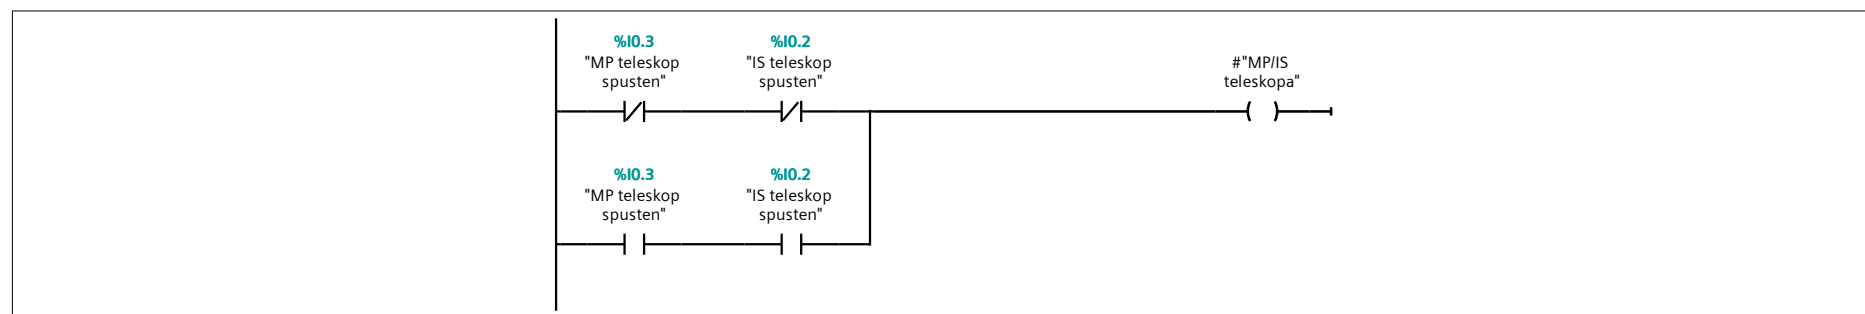 %I0.3
"MP teleskop
spusten"
%I0.2
"IS teleskop
spusten"
#"MP/IS
teleskopa"
%I0.3
"MP teleskop
spusten"
%I0.2
"IS teleskop
spusten"